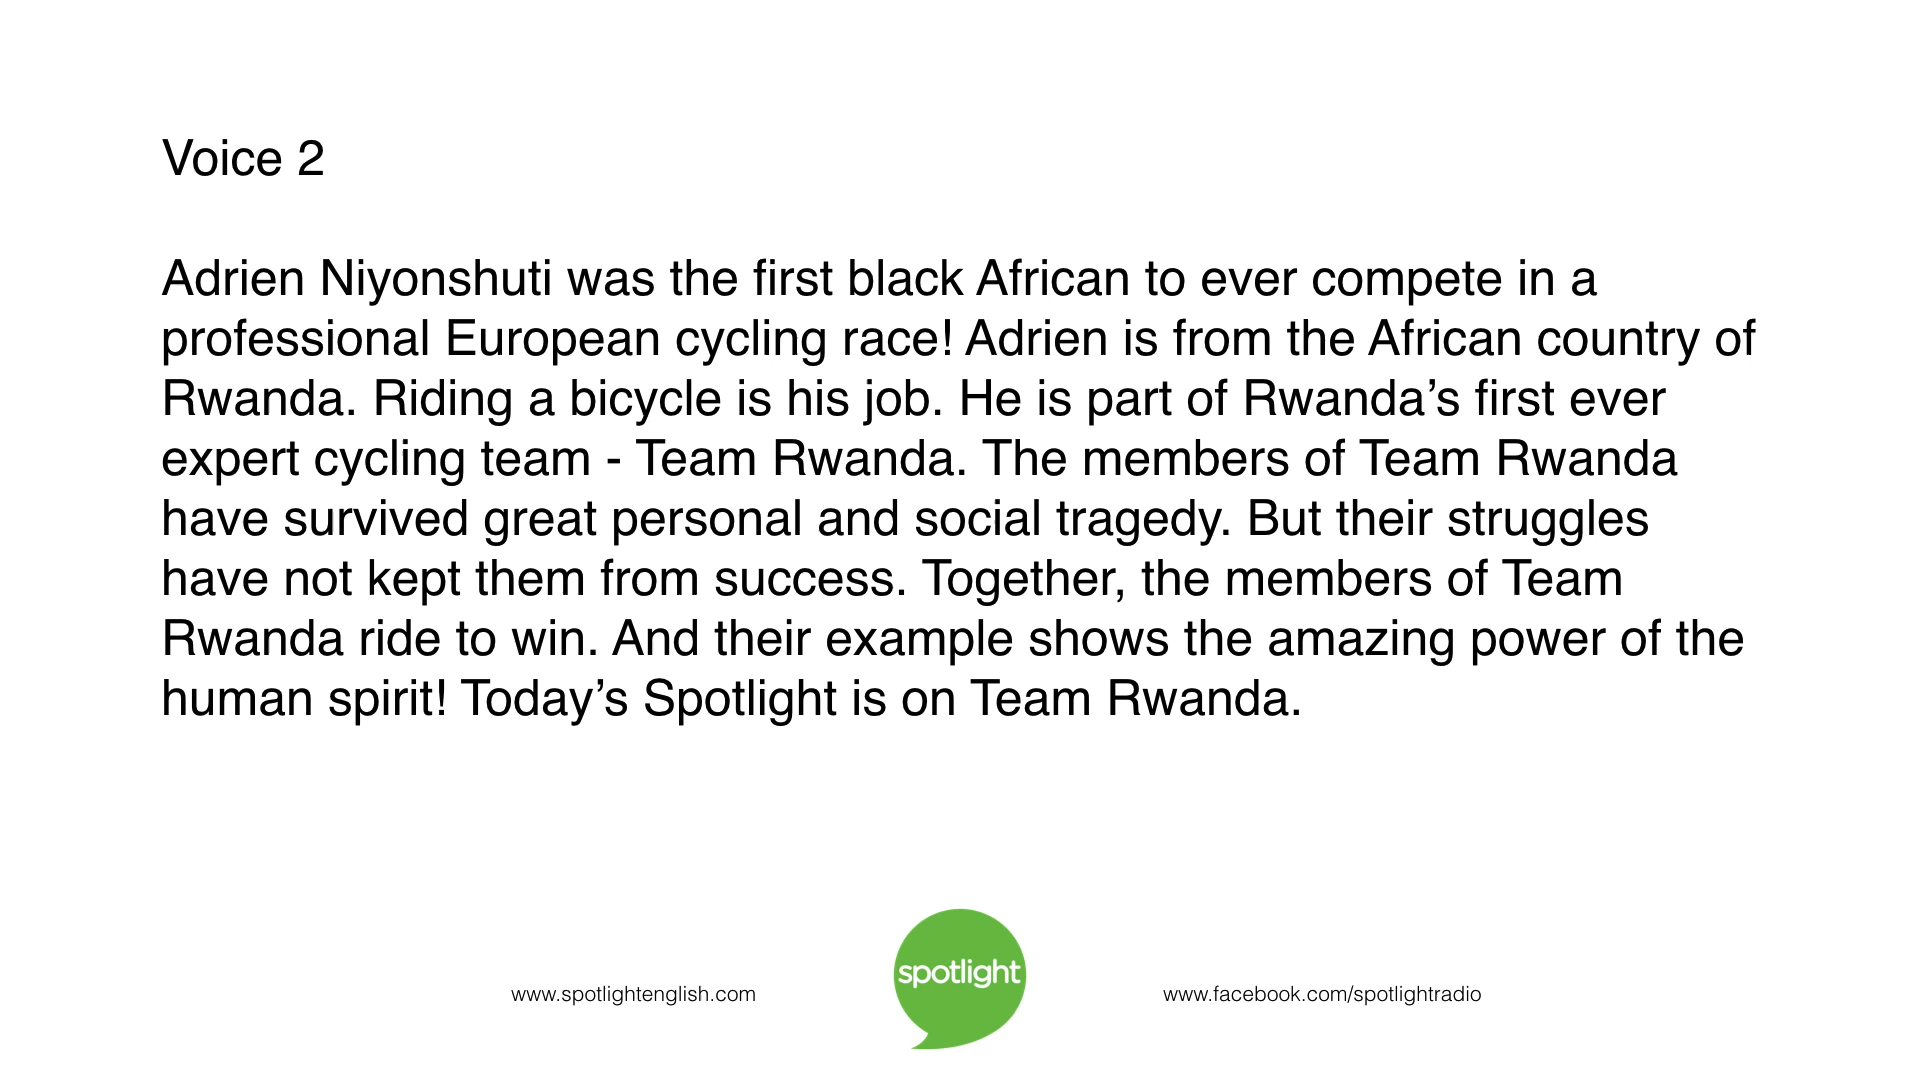 Voice 2
Adrien Niyonshuti was the first black African to ever compete in a
professional European cycling race! Adrien is from the African country of
Rwanda. Riding a bicycle is his job. He is part of Rwanda’s first ever
expert cycling team - Team Rwanda. The members of Team Rwanda
have survived great personal and social tragedy. But their struggles
have not kept them from success. Together, the members of Team
Rwanda ride to win. And their example shows the amazing power of the
human spirit! Today’s Spotlight is on Team Rwanda.
www.spotlightenglish.com
spotlight
www.facebook.com/spotlightradio